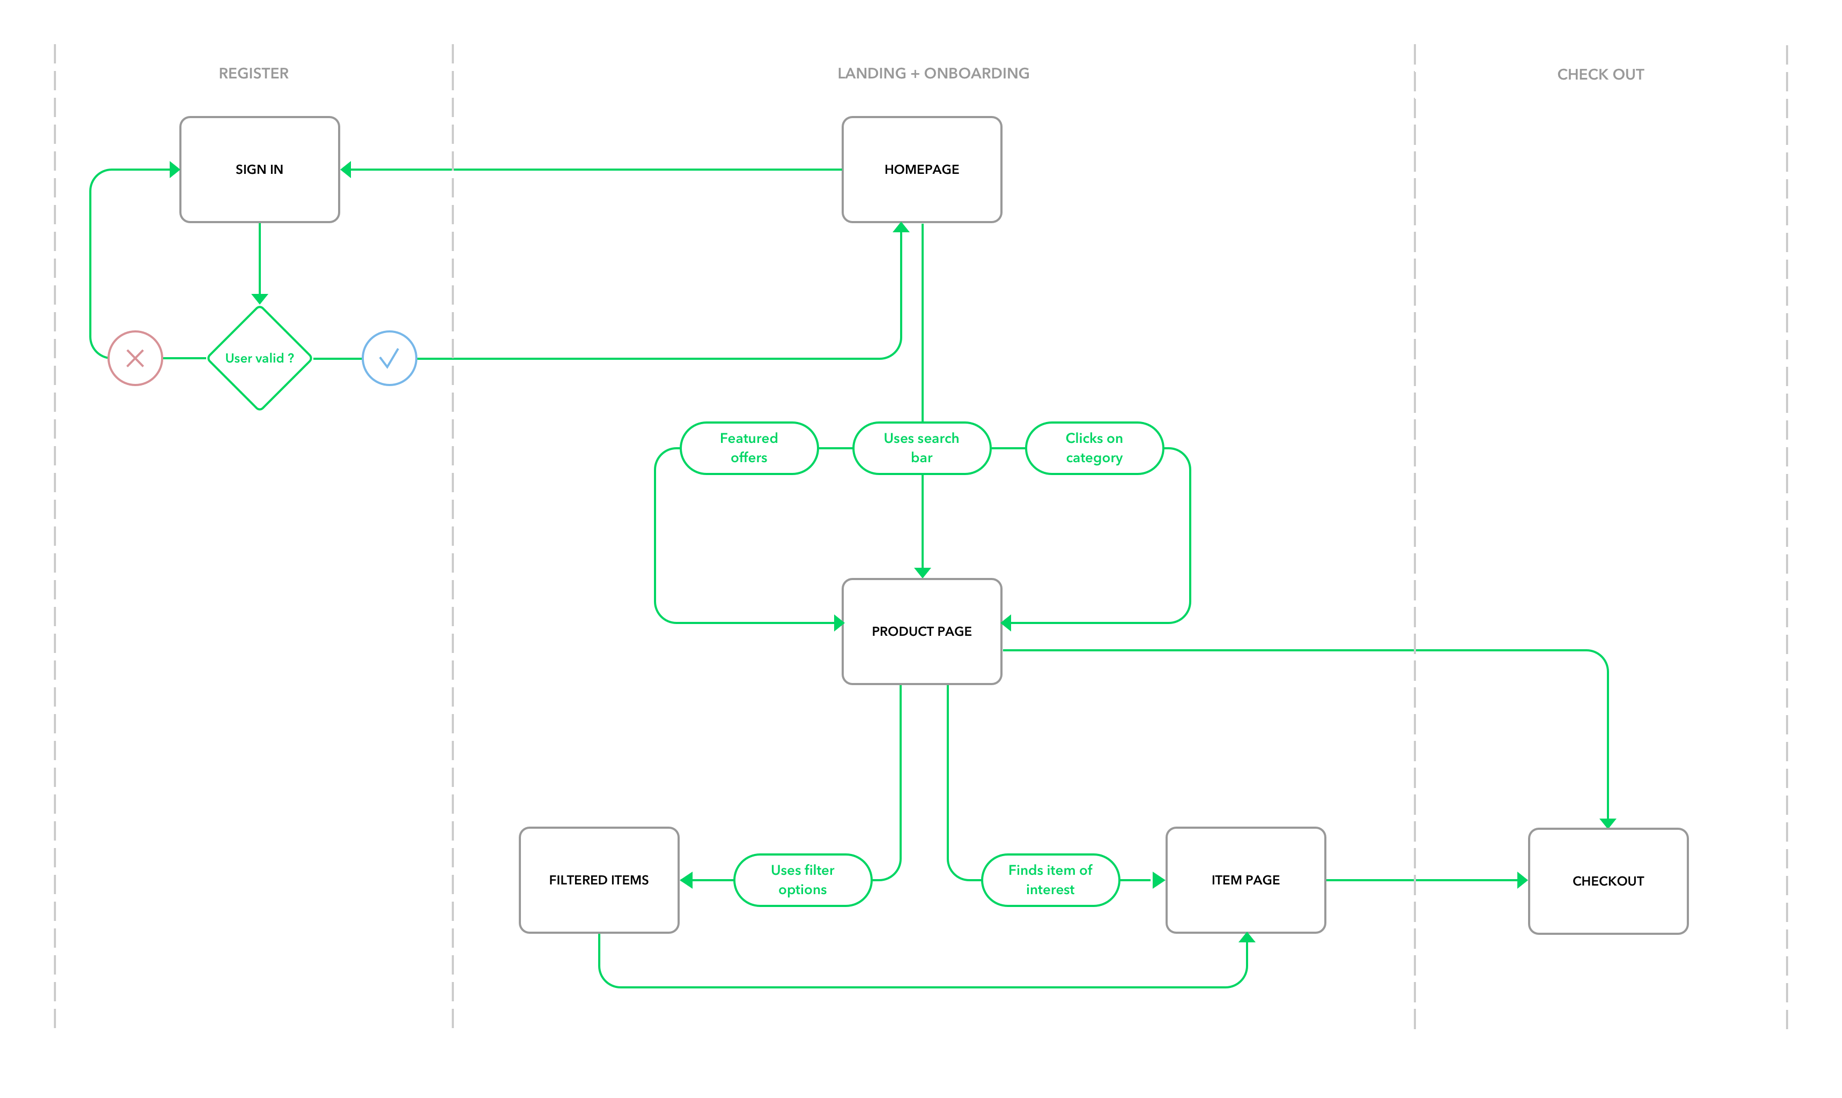 REGISTER
LANDING + ONBOARDING
CHECK OUT
SIGN IN
HOMEPAGE
User valid ?
Featured
offers
Uses search
bar
Clicks on
category
PRODUCT PAGE
FILTERED ITEMS
Uses filter
options
Finds item of
interest
ITEM PAGE
CHECKOUT